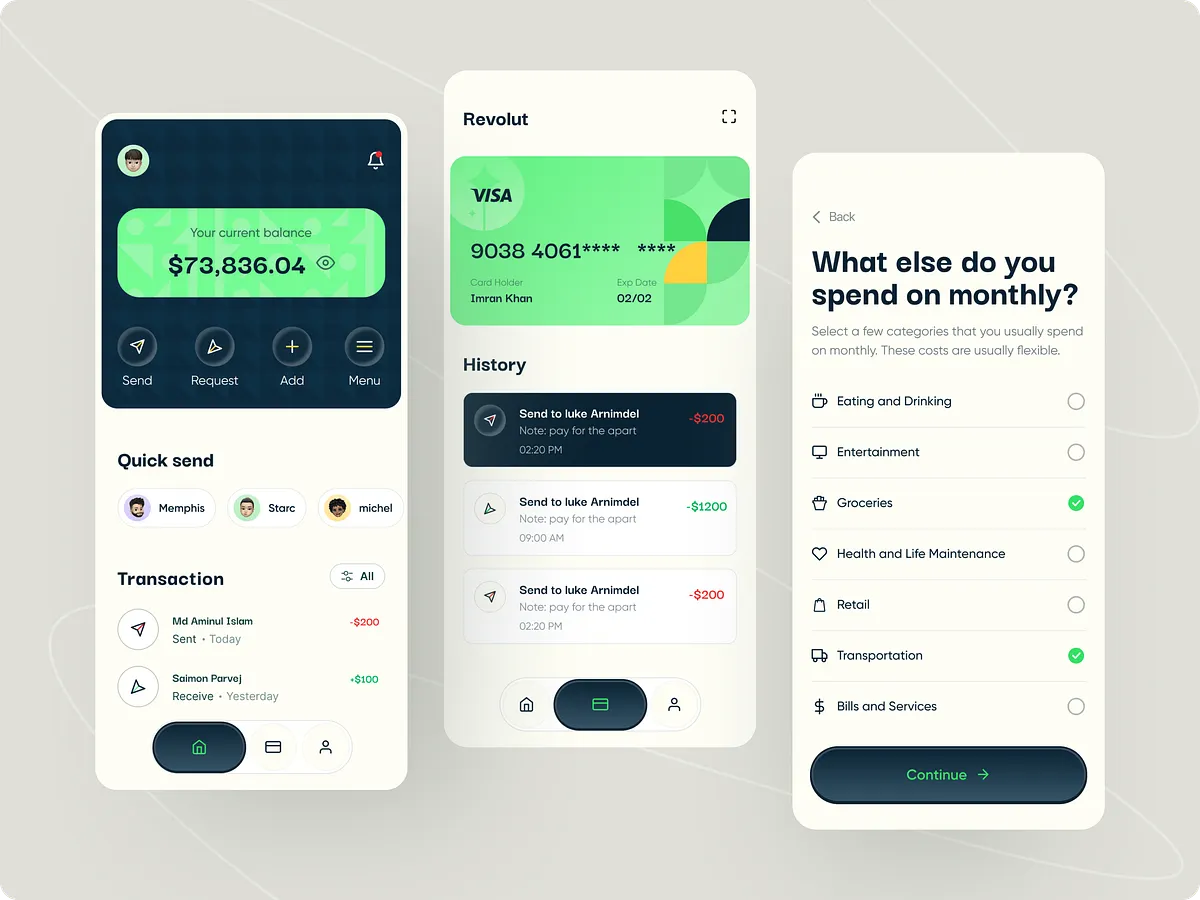 Your current balance
$73,836.04
Send
Request
Add
Menu
Quick send
Memphis
Starc
michel
Transaction
All
Md Aminul Islam
-$200
Sent • Today
Saimon Parvej
+$100
Receive • Yesterday
Revolut
VISA
9038 4061**** ****
Card Holder
Exp Date
Imran Khan
02/02
History
Send to luke Arnimdel
-$200
Note: pay for the apart
02:20 PM
Send to luke Arnimdel
-$1200
Note: pay for the apart
09:00 AM
Send to luke Arnimdel
-$200
Note: pay for the apart
02:20 PM
Back
What else do you
spend on monthly?
Select a few categories that you usually spend
on monthly. These costs are usually flexible.
Eating and Drinking
Entertainment
Groceries
Health and Life Maintenance
Retail
Transportation
Bills and Services
Continue